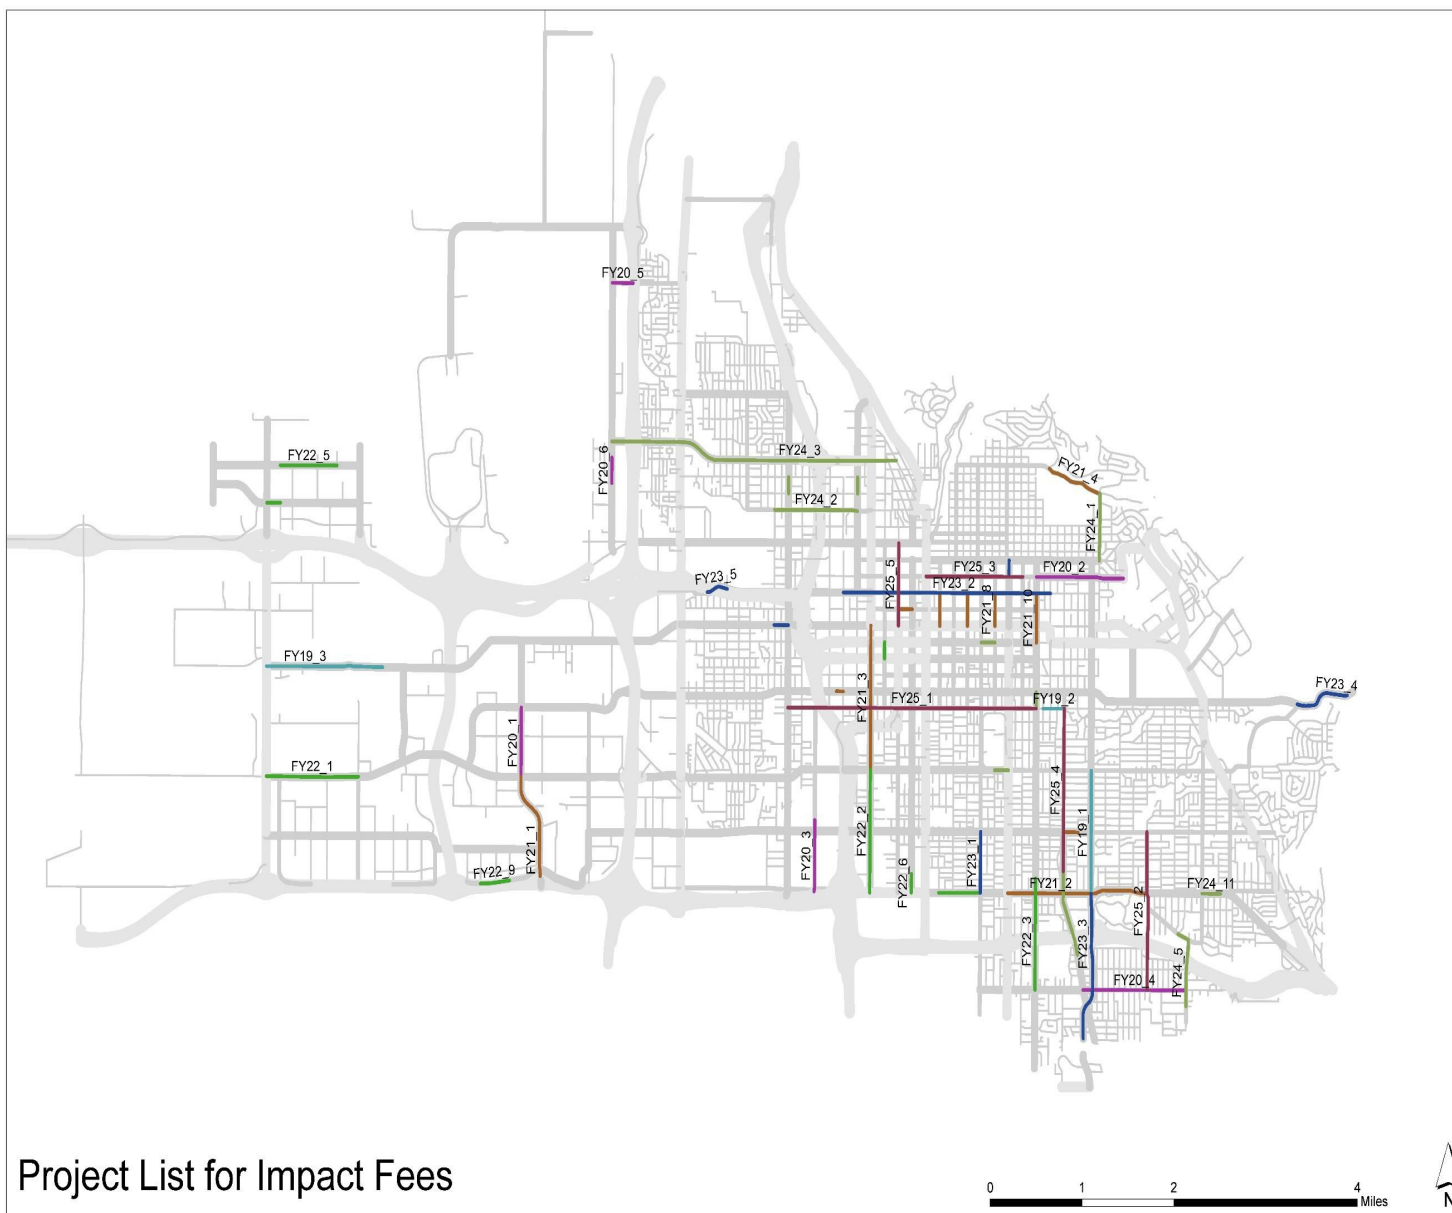 FY20_5
FY22_5
FY20_6
FY24_3
FY21_4
FY24_2
FY24_1
FY23_5
FY25_5
FY25_3
FY20_2
FY23_2
FY21_8
FY21_10
FY19_3
FY21_3
FY25_1
FY19_2
FY23_4
FY20_1
FY22_1
FY25_4
FY21_1
FY20_3
FY22_2
FY19_1
FY22_6
FY23_1
FY22_9
FY21_2
FY24_11
FY25_2
FY22_3
FY23_3
FY24_5
FY20_4
Project List for Impact Fees
0 1 2 4
Miles
N